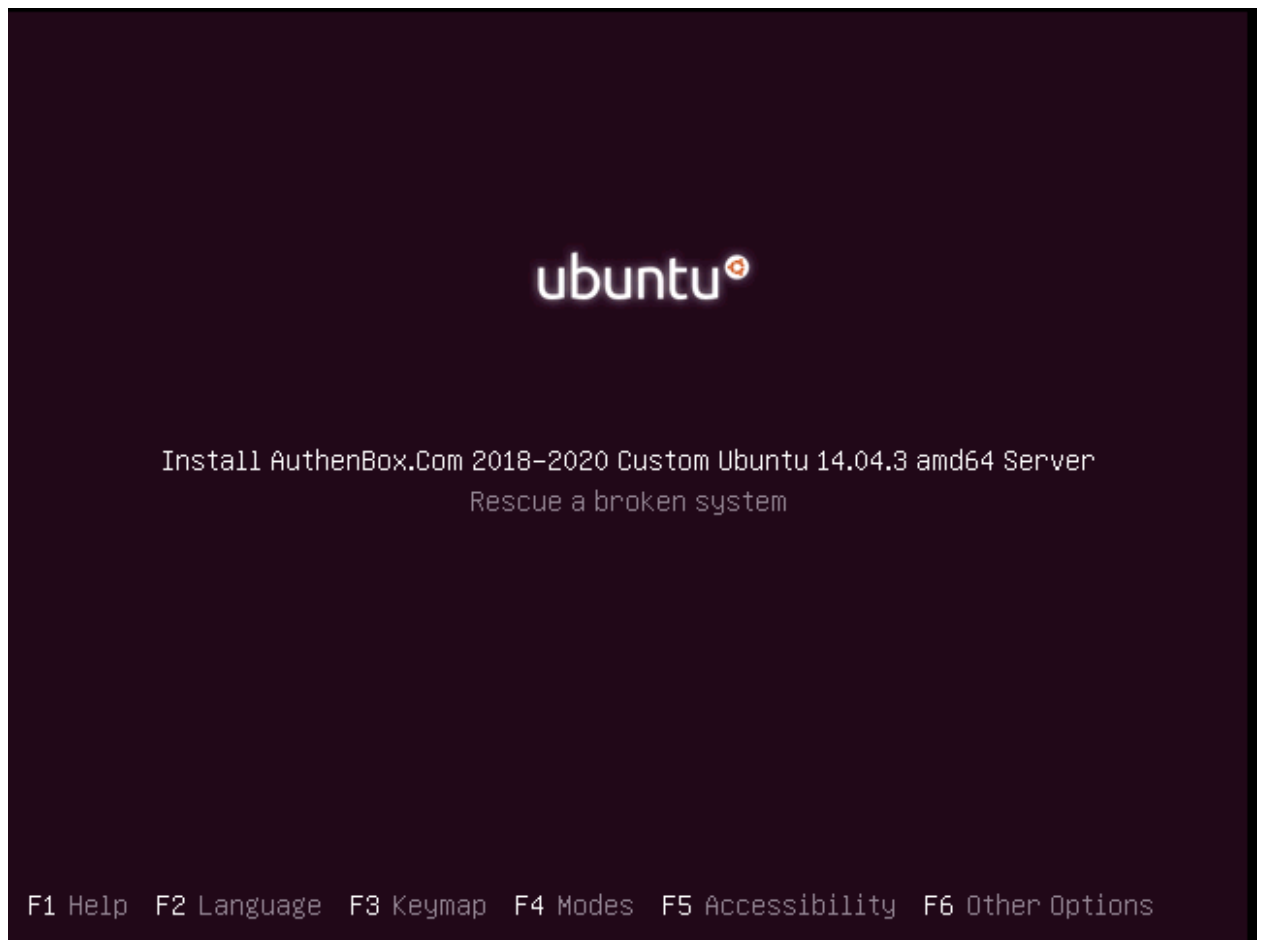 ubuntu
Install AuthenBox.Com 2018-2020 Custom Ubuntu 14.04.3 amd64 Server
Rescue a broken system
F1 Help F2 Language F3 Keymap F4 Modes F5 Accessibility F6 Other Options